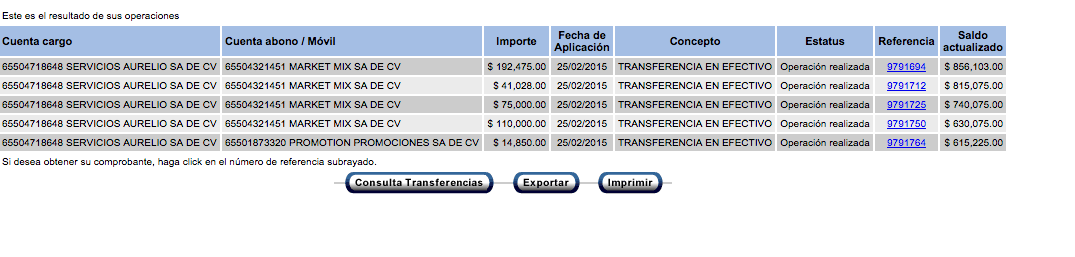 Este es el resultado de sus operaciones
Cuenta cargo Cuenta abono / Móvil Importe Fecha de Aplicación Concepto Estatus Referencia Saldo actualizado
65504718648 SERVICIOS AURELIO SA DE CV 65504321451 MARKET MIX SA DE CV $ 192,475.00 25/02/2015 TRANSFERENCIA EN EFECTIVO Operación realizada 9791694 $ 856,103.00
65504718648 SERVICIOS AURELIO SA DE CV 65504321451 MARKET MIX SA DE CV $ 41,028.00 25/02/2015 TRANSFERENCIA EN EFECTIVO Operación realizada 9791712 $ 815,075.00
65504718648 SERVICIOS AURELIO SA DE CV 65504321451 MARKET MIX SA DE CV $ 75,000.00 25/02/2015 TRANSFERENCIA EN EFECTIVO Operación realizada 9791725 $ 740,075.00
65504718648 SERVICIOS AURELIO SA DE CV 65504321451 MARKET MIX SA DE CV $ 110,000.00 25/02/2015 TRANSFERENCIA EN EFECTIVO Operación realizada 9791750 $ 630,075.00
65504718648 SERVICIOS AURELIO SA DE CV 65501873320 PROMOTION PROMOCIONES SA DE CV $ 14,850.00 25/02/2015 TRANSFERENCIA EN EFECTIVO Operación realizada 9791764 $ 615,225.00
Si desea obtener su comprobante, haga click en el número de referencia subrayado.
Consulta Transferencias Exportar Imprimir